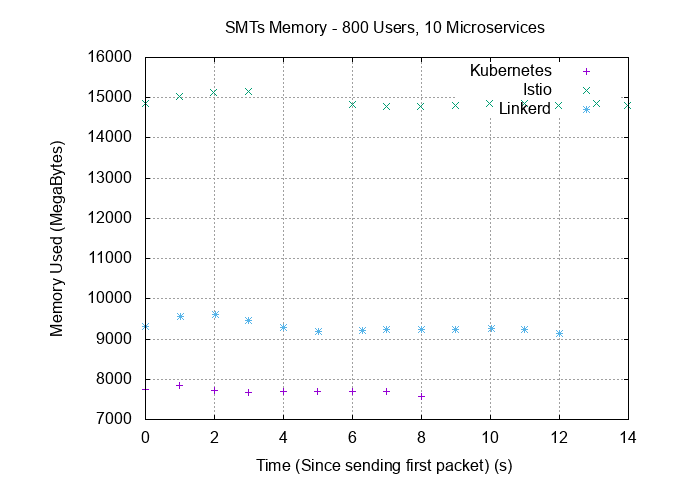 SMTs Memory - 800 Users, 10 Microservices
16000
15000
14000
13000
12000
11000
10000
9000
8000
7000
Memory Used (MegaBytes)
Kubernetes
Istio
Linkerd
0 2 4 6 8 10 12 14
Time (Since sending first packet) (s)